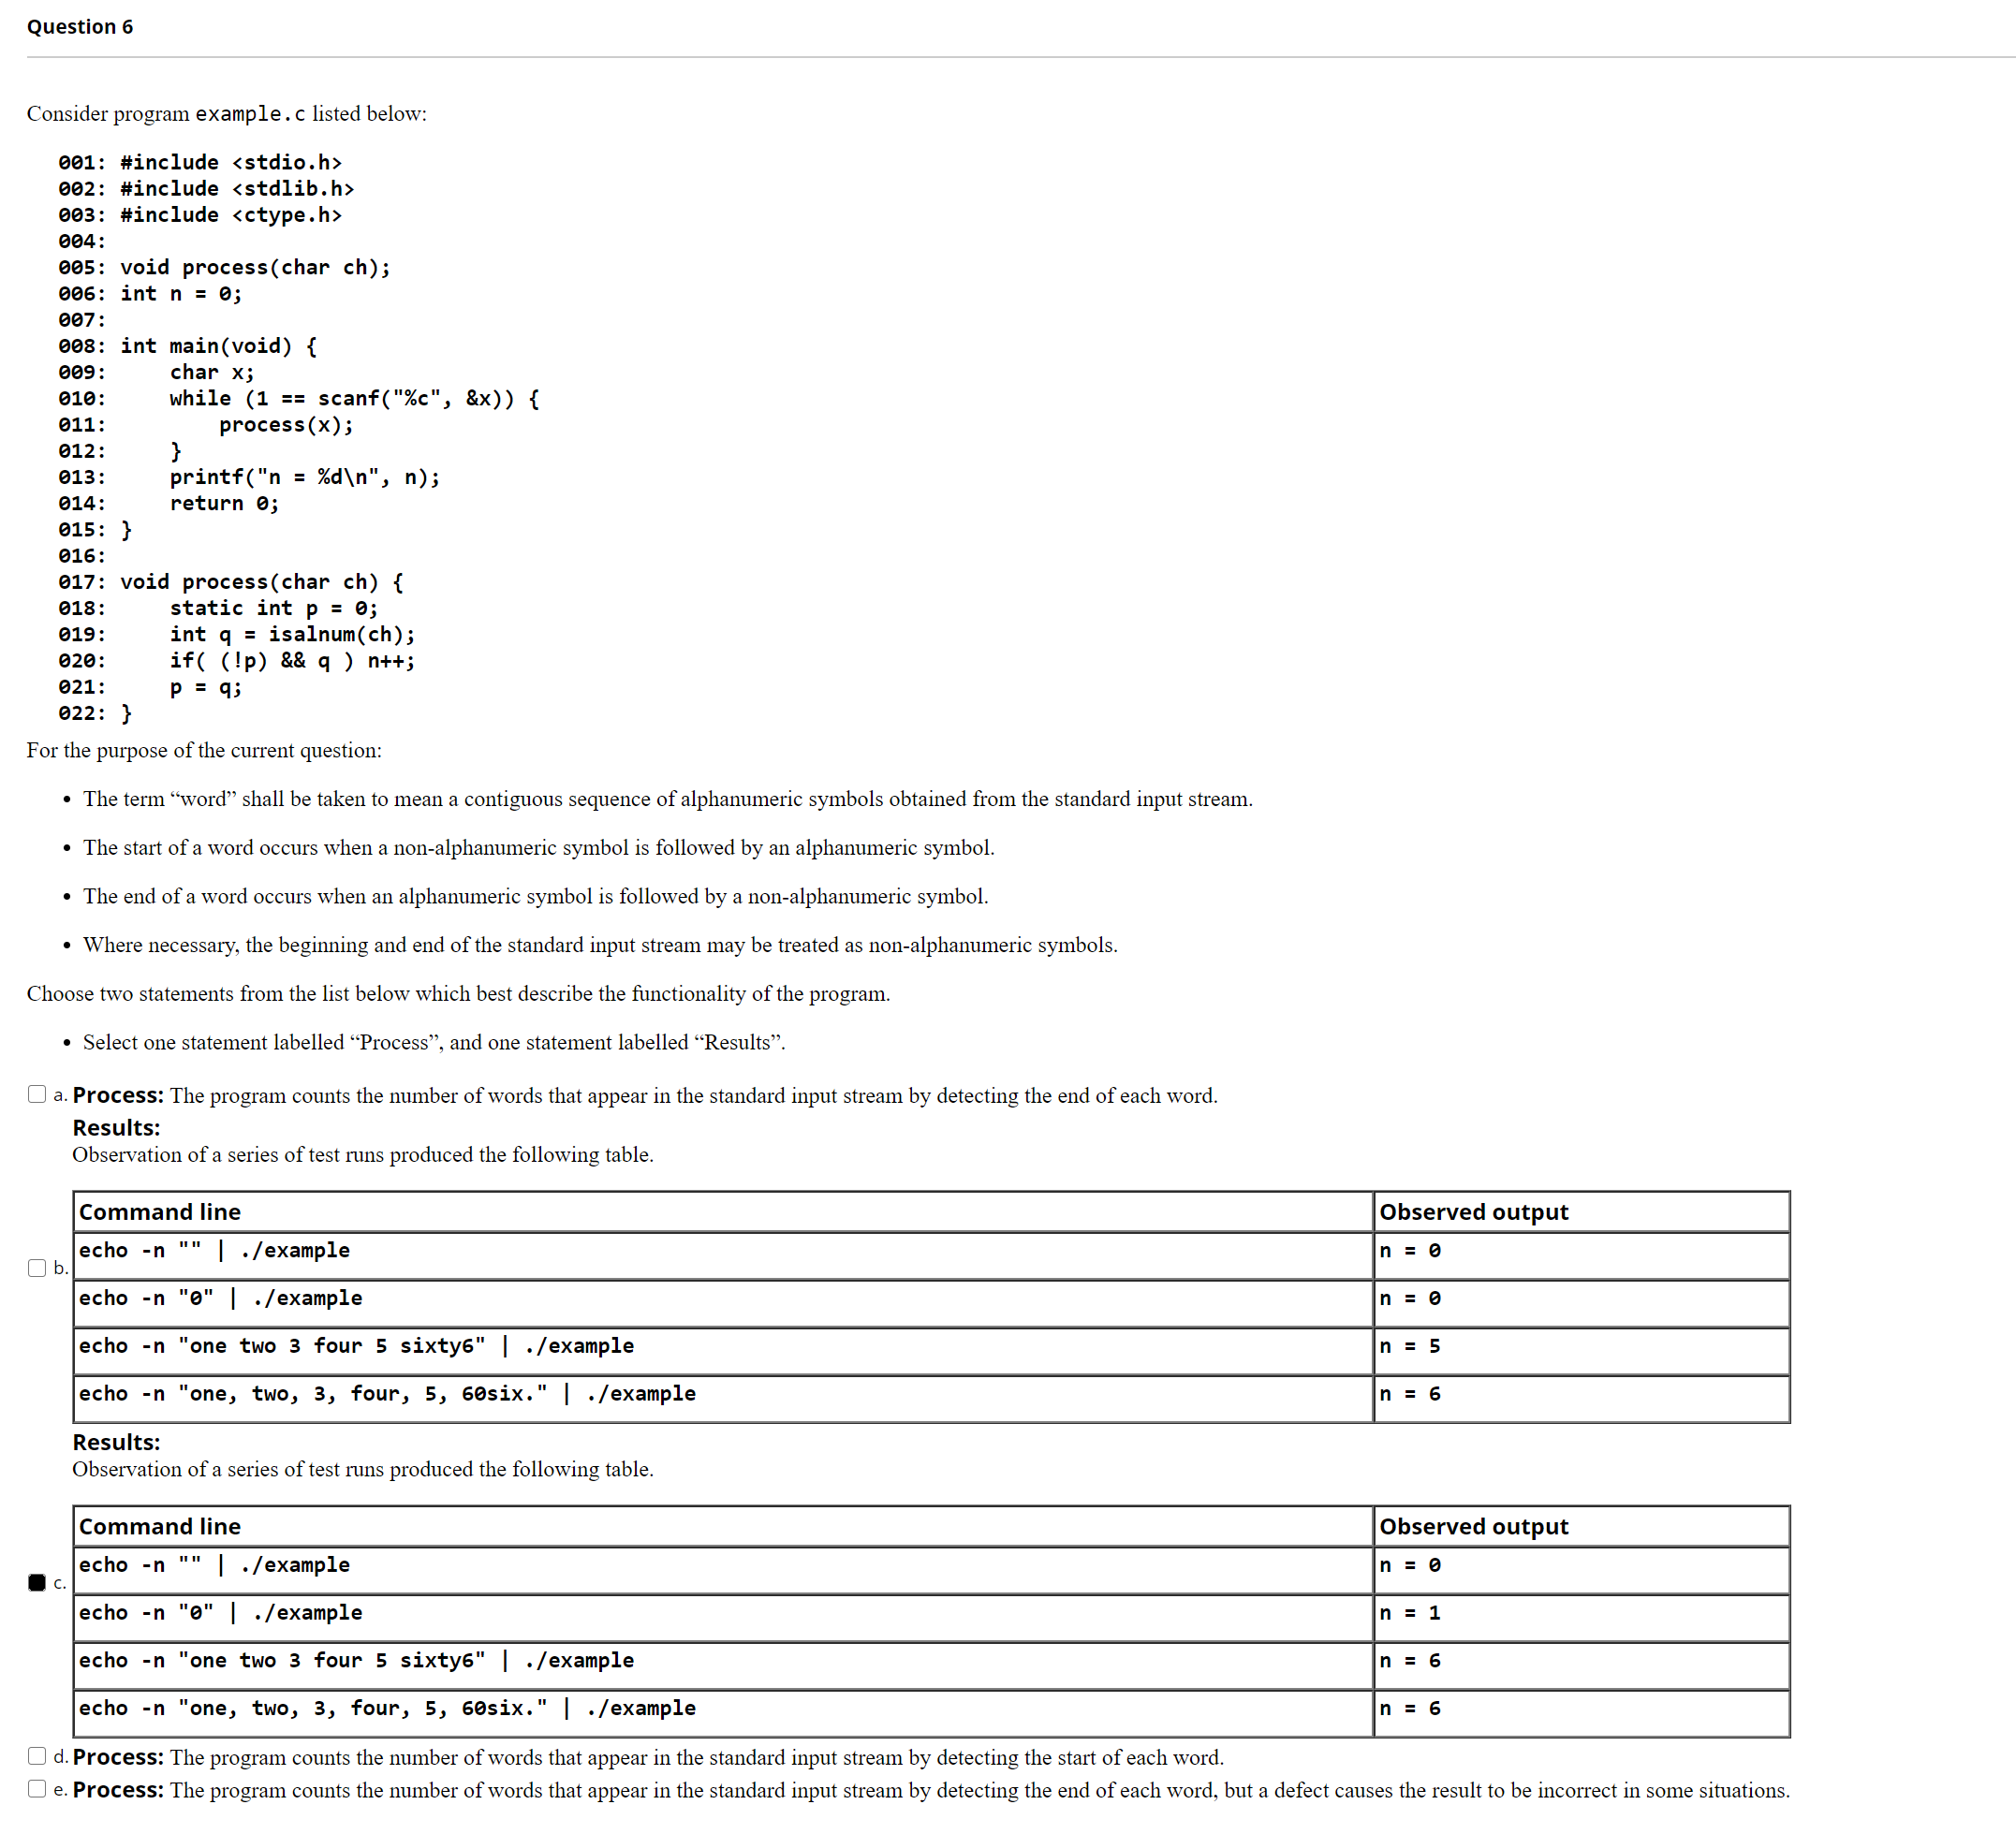 Question 6
Consider program example.c listed below:
001: #include <stdio.h>
002: #include <stdlib.h>
003: #include <ctype.h>
004:
005: void process(char ch);
006: int n = 0;
007:
008: int main(void) {
009:     char x;
010:     while (1 == scanf("%c", &x)) {
011:         process(x);
012:     }
013:     printf("n = %d\n", n);
014:     return 0;
015: }
016:
017: void process(char ch) {
018:     static int p = 0;
019:     int q = isalnum(ch);
020:     if( (!p) && q ) n++;
021:     p = q;
022: }
For the purpose of the current question:
• The term “word” shall be taken to mean a contiguous sequence of alphanumeric symbols obtained from the standard input stream.
• The start of a word occurs when a non-alphanumeric symbol is followed by an alphanumeric symbol.
• The end of a word occurs when an alphanumeric symbol is followed by a non-alphanumeric symbol.
• Where necessary, the beginning and end of the standard input stream may be treated as non-alphanumeric symbols.
Choose two statements from the list below which best describe the functionality of the program.
• Select one statement labelled “Process”, and one statement labelled “Results”.
a. Process: The program counts the number of words that appear in the standard input stream by detecting the end of each word.
Results:
Observation of a series of test runs produced the following table.
Command line Observed output
echo -n "" | ./example n = 0
b.
echo -n "0" | ./example n = 0
echo -n "one two 3 four 5 sixty6" | ./example n = 5
echo -n "one, two, 3, four, 5, 60six." | ./example n = 6
Results:
Observation of a series of test runs produced the following table.
Command line Observed output
echo -n "" | ./example n = 0
c.
echo -n "0" | ./example n = 1
echo -n "one two 3 four 5 sixty6" | ./example n = 6
echo -n "one, two, 3, four, 5, 60six." | ./example n = 6
d. Process: The program counts the number of words that appear in the standard input stream by detecting the start of each word.
e. Process: The program counts the number of words that appear in the standard input stream by detecting the end of each word, but a defect causes the result to be incorrect in some situations.